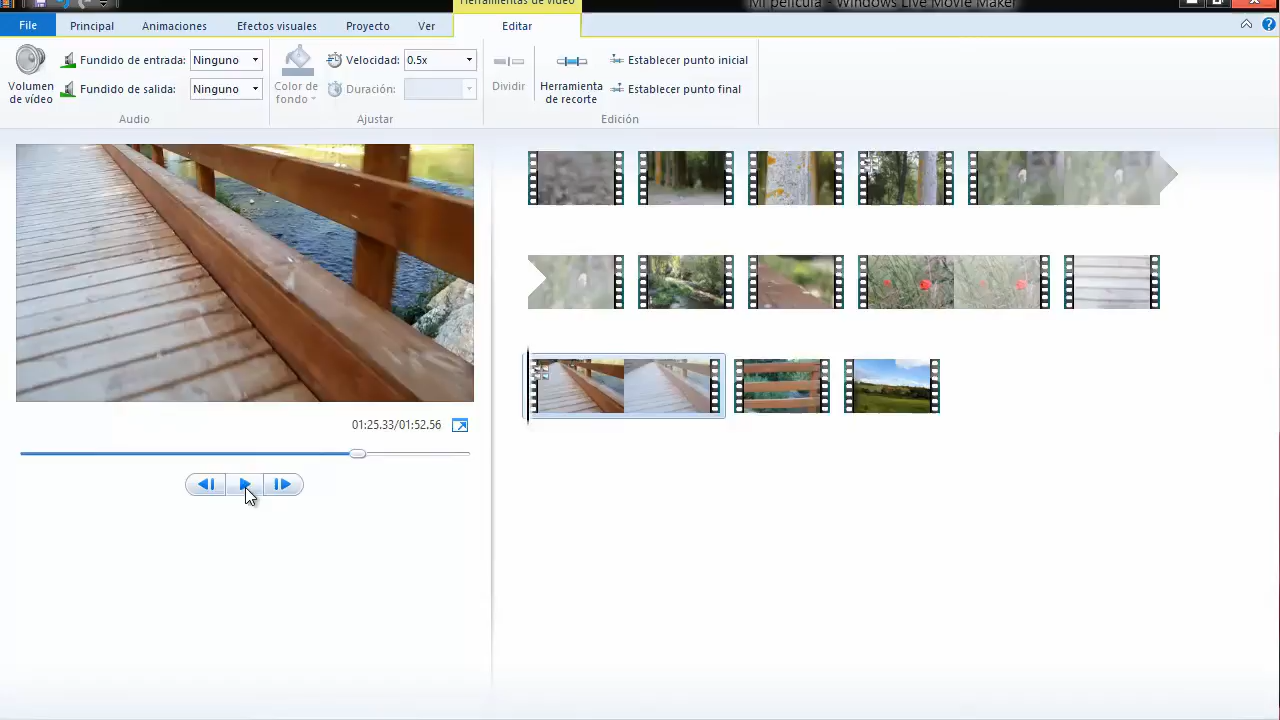 Herramientas de vídeo
Mi película - Windows Live Movie Maker
File
Principal
Animaciones
Efectos visuales
Proyecto
Ver
Editar
Volumen
de vídeo
Fundido de entrada:
Ninguno
Fundido de salida:
Ninguno
Audio
Color de
fondo
Velocidad:
0.5x
Duración:
Ajustar
Dividir
Herramienta
de recorte
Establecer punto inicial
Establecer punto final
Edición
01:25.33/01:52.56